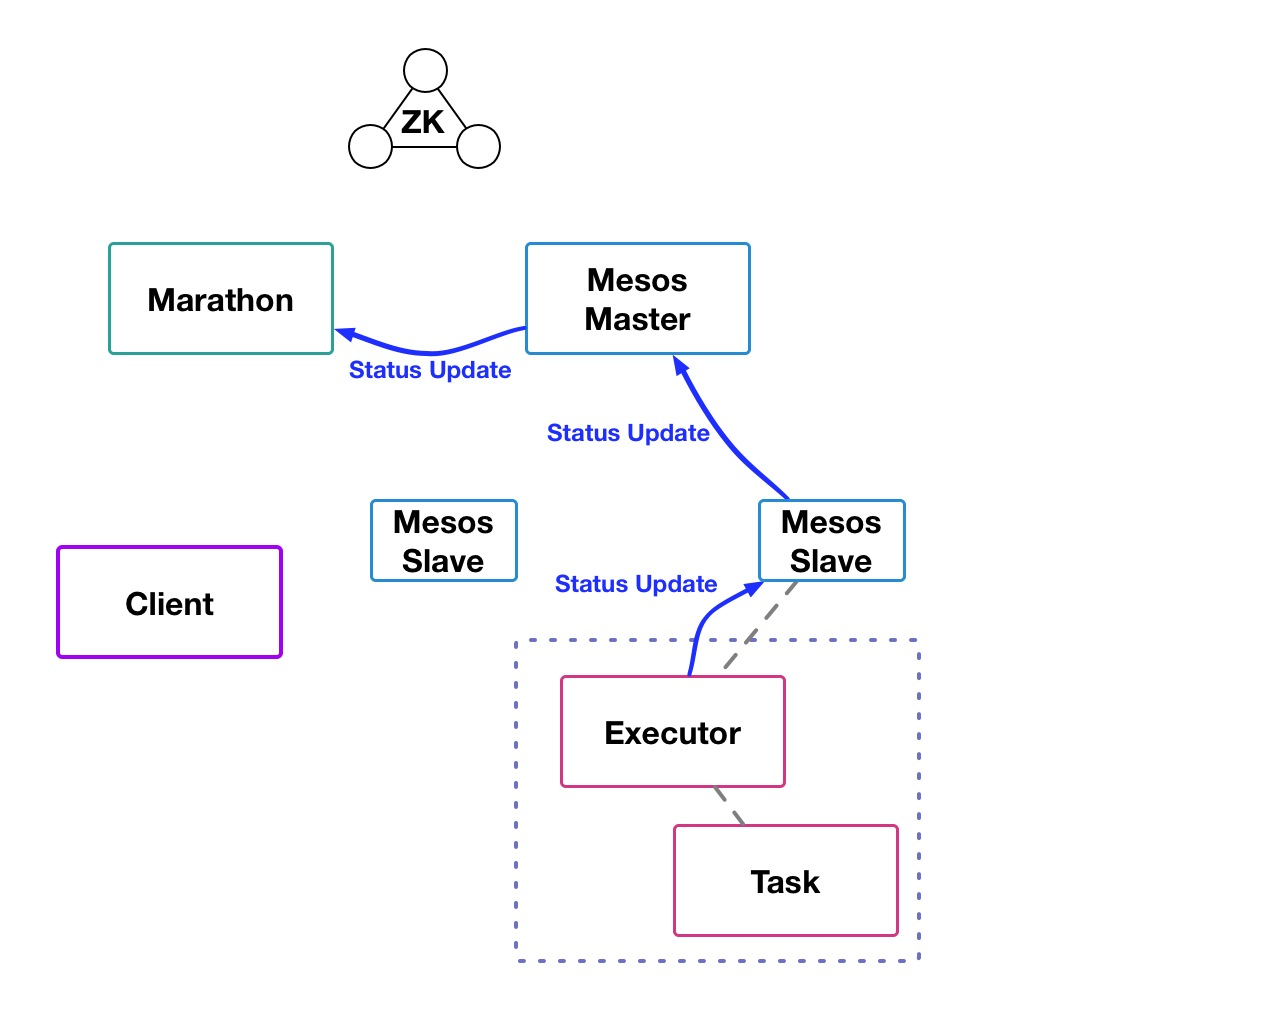 ZK
Marathon
Mesos
Master
Status Update
Status Update
Mesos
Slave
Mesos
Slave
Client
Status Update
Executor
Task